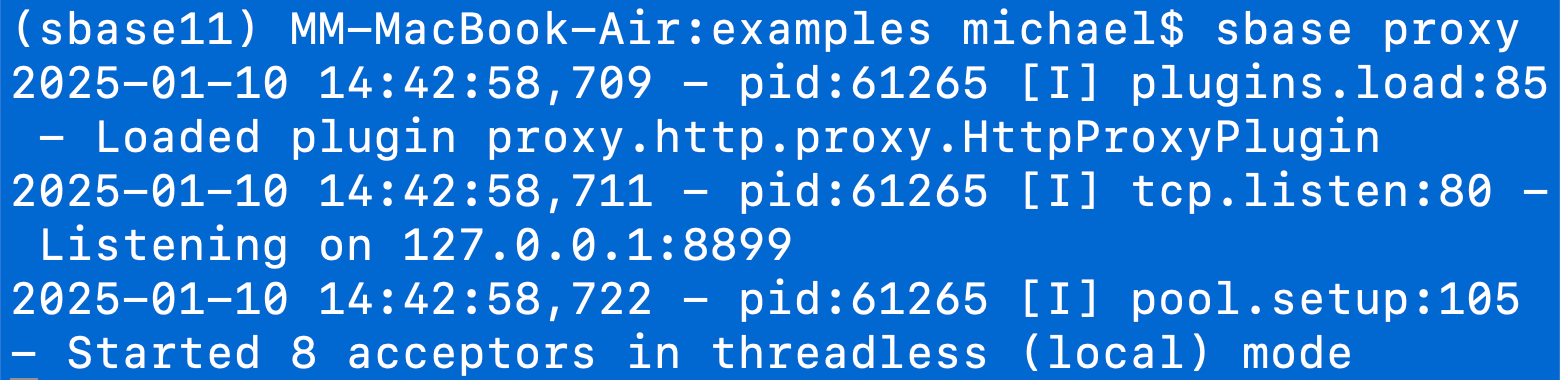 (sbase11) MM-MacBook-Air:examples michael$ sbase proxy
2025-01-10 14:42:58,709 - pid:61265 [I] plugins.load:85
 - Loaded plugin proxy.http.proxy.HttpProxyPlugin
2025-01-10 14:42:58,711 - pid:61265 [I] tcp.listen:80 -
 Listening on 127.0.0.1:8899
2025-01-10 14:42:58,722 - pid:61265 [I] pool.setup:105
- Started 8 acceptors in threadless (local) mode